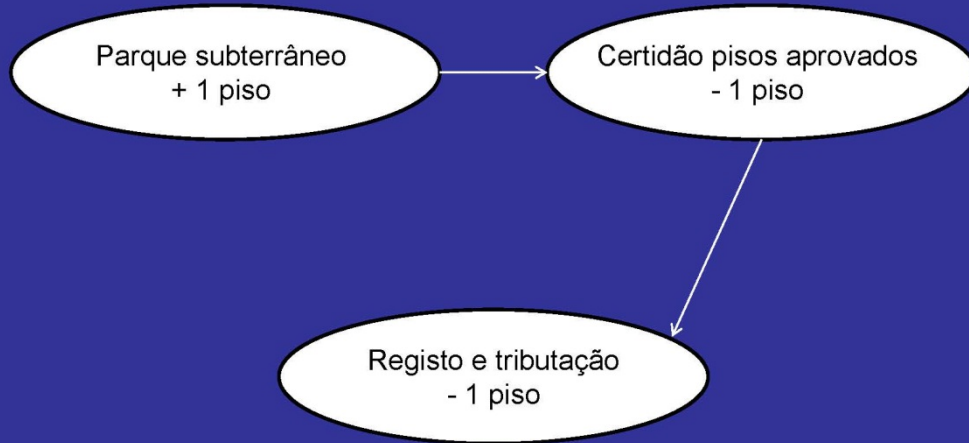 Parque subterrâneo
+ 1 piso
Certidão pisos aprovados
- 1 piso
Registo e tributação
- 1 piso